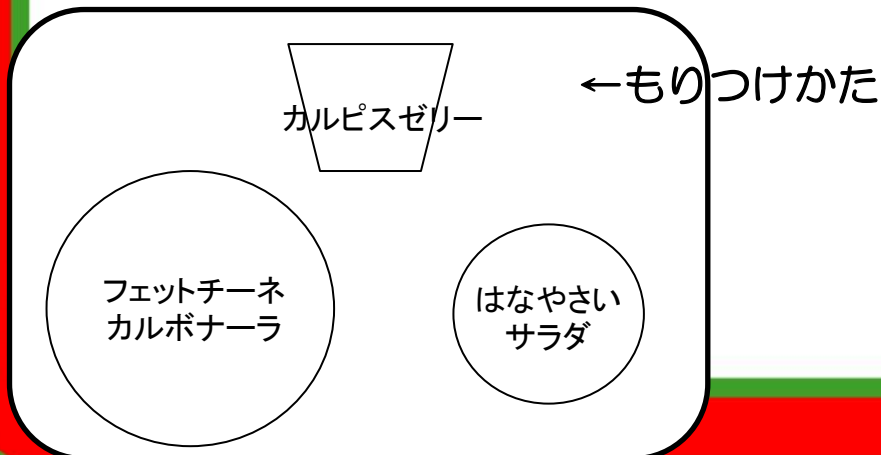 カルピスゼリー
←もりつけかた
フェットチーネ
カルボナーラ
はなやさい
サラダ